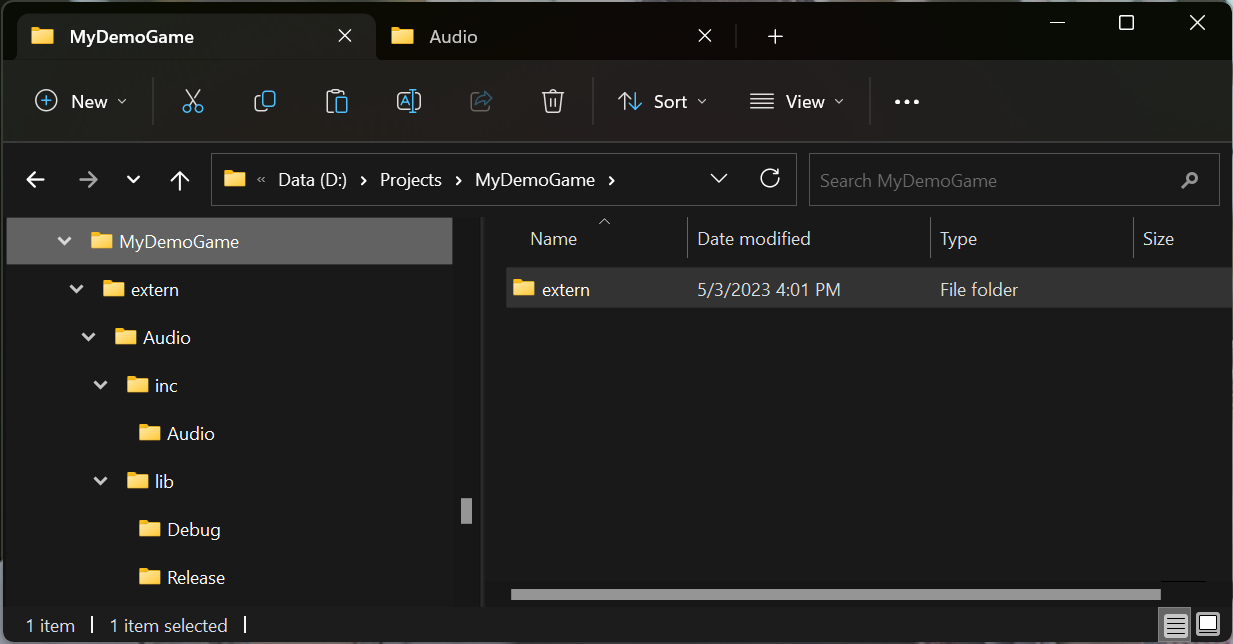 MyDemoGame
Audio
New
Sort
View
« Data (D:) › Projects › MyDemoGame ›
Search MyDemoGame
MyDemoGame
extern
Audio
inc
Audio
lib
Debug
Release
Name Date modified Type Size
extern 5/3/2023 4:01 PM File folder
1 item | 1 item selected |